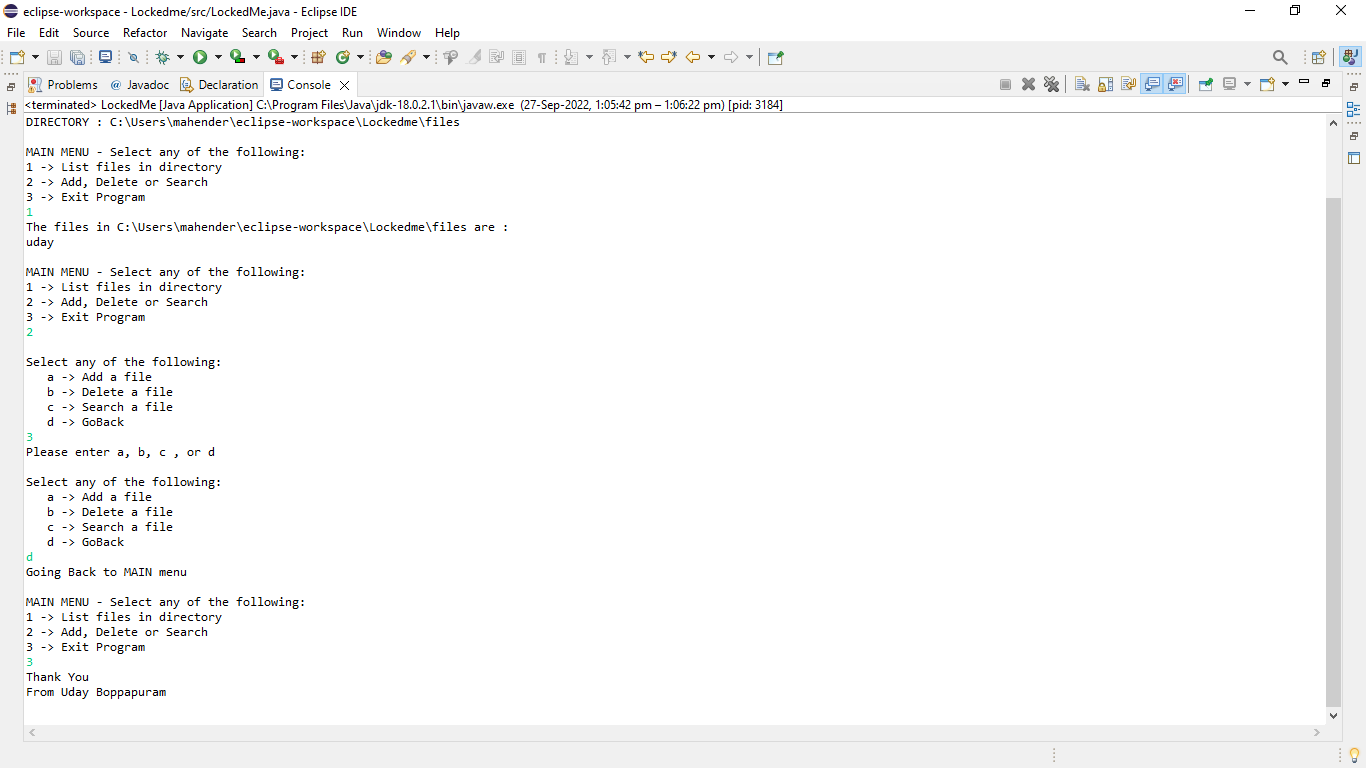 eclipse-workspace - Lockedme/src/LockedMe.java - Eclipse IDE
File Edit Source Refactor Navigate Search Project Run Window Help
Problems @ Javadoc Declaration Console
<terminated> LockedMe [Java Application] C:\Program Files\Java\jdk-18.0.2.1\bin\javaw.exe (27-Sep-2022, 1:05:42 pm – 1:06:22 pm) [pid: 3184]
DIRECTORY : C:\Users\mahender\eclipse-workspace\Lockedme\files
MAIN MENU - Select any of the following:
1 -> List files in directory
2 -> Add, Delete or Search
3 -> Exit Program
1
The files in C:\Users\mahender\eclipse-workspace\Lockedme\files are :
uday
MAIN MENU - Select any of the following:
1 -> List files in directory
2 -> Add, Delete or Search
3 -> Exit Program
2
Select any of the following:
a -> Add a file
b -> Delete a file
c -> Search a file
d -> GoBack
3
Please enter a, b, c , or d
Select any of the following:
a -> Add a file
b -> Delete a file
c -> Search a file
d -> GoBack
d
Going Back to MAIN menu
MAIN MENU - Select any of the following:
1 -> List files in directory
2 -> Add, Delete or Search
3 -> Exit Program
3
Thank You
From Uday Boppapuram